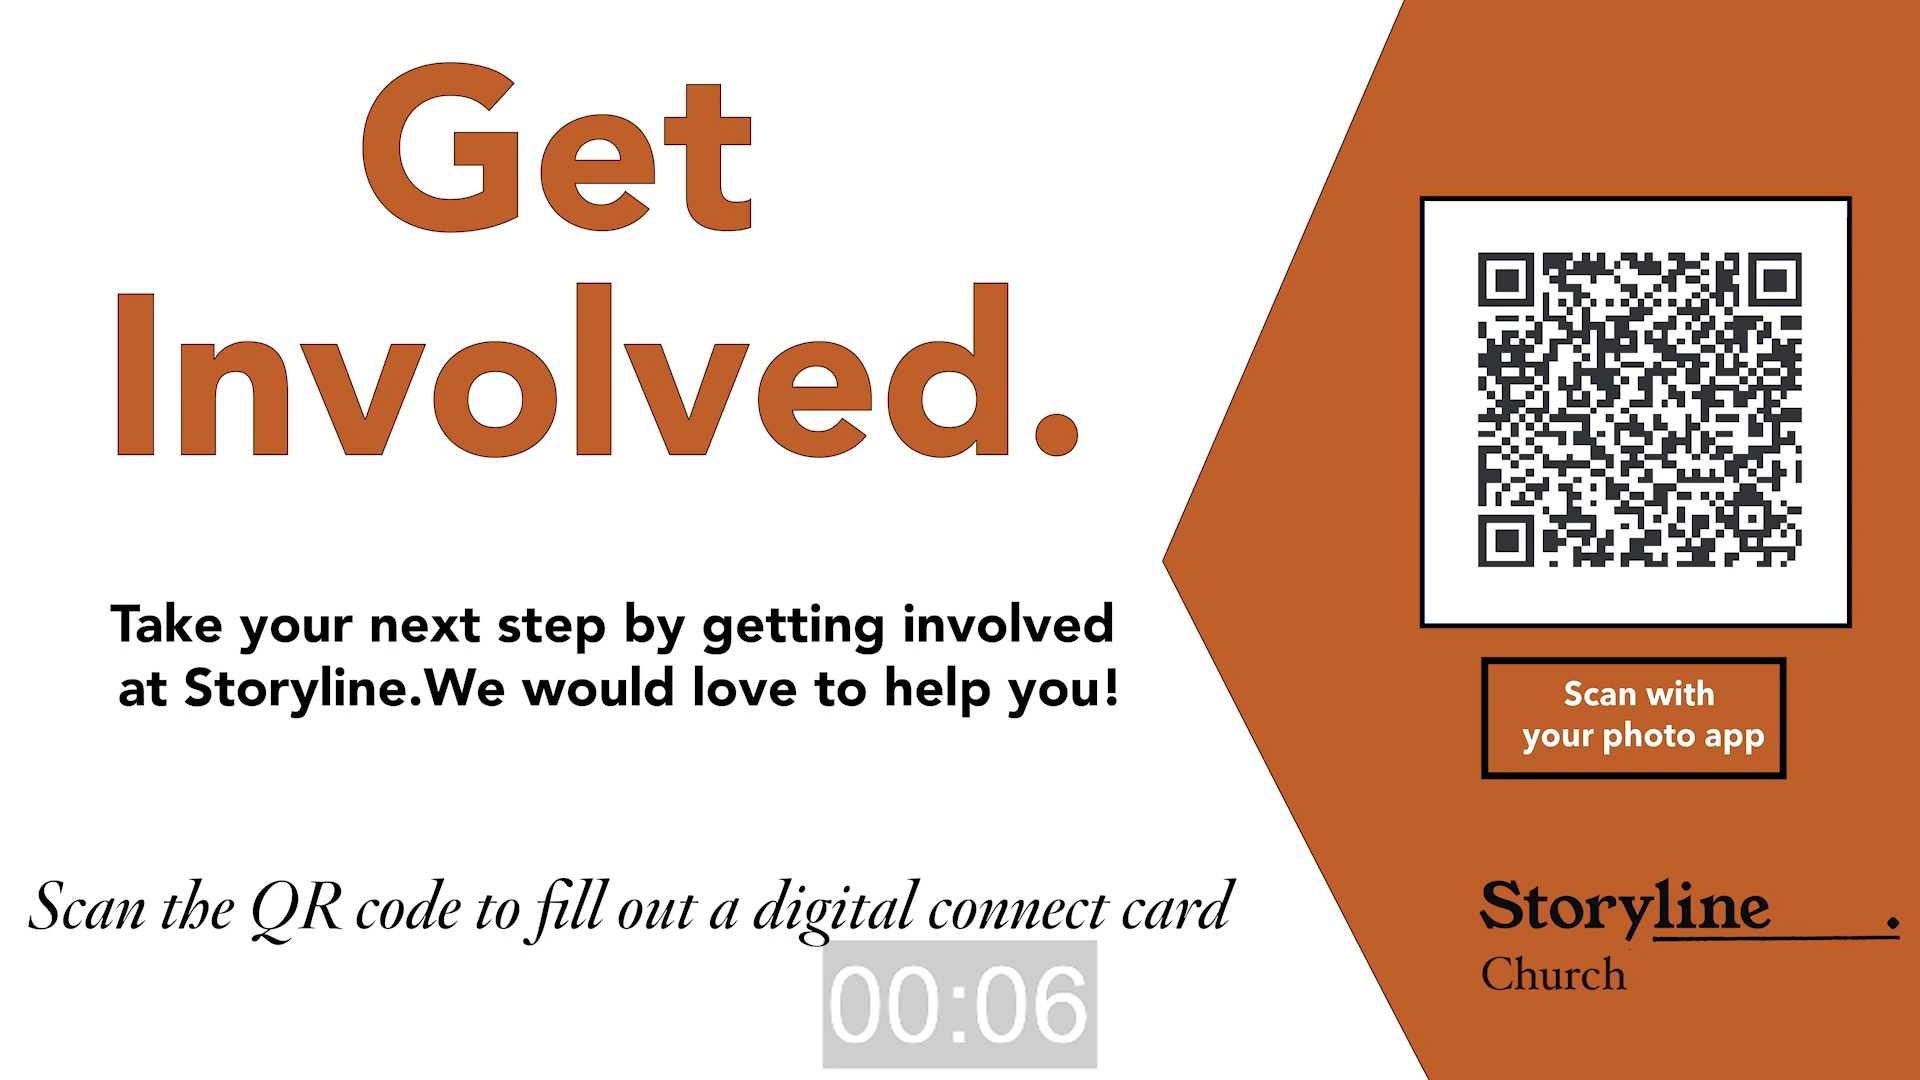 Get
Involved.
Take your next step by getting involved
at Storyline.We would love to help you!
Scan the QR code to fill out a digital connect card
00:06
Scan with
your photo app
Storyline .
Church